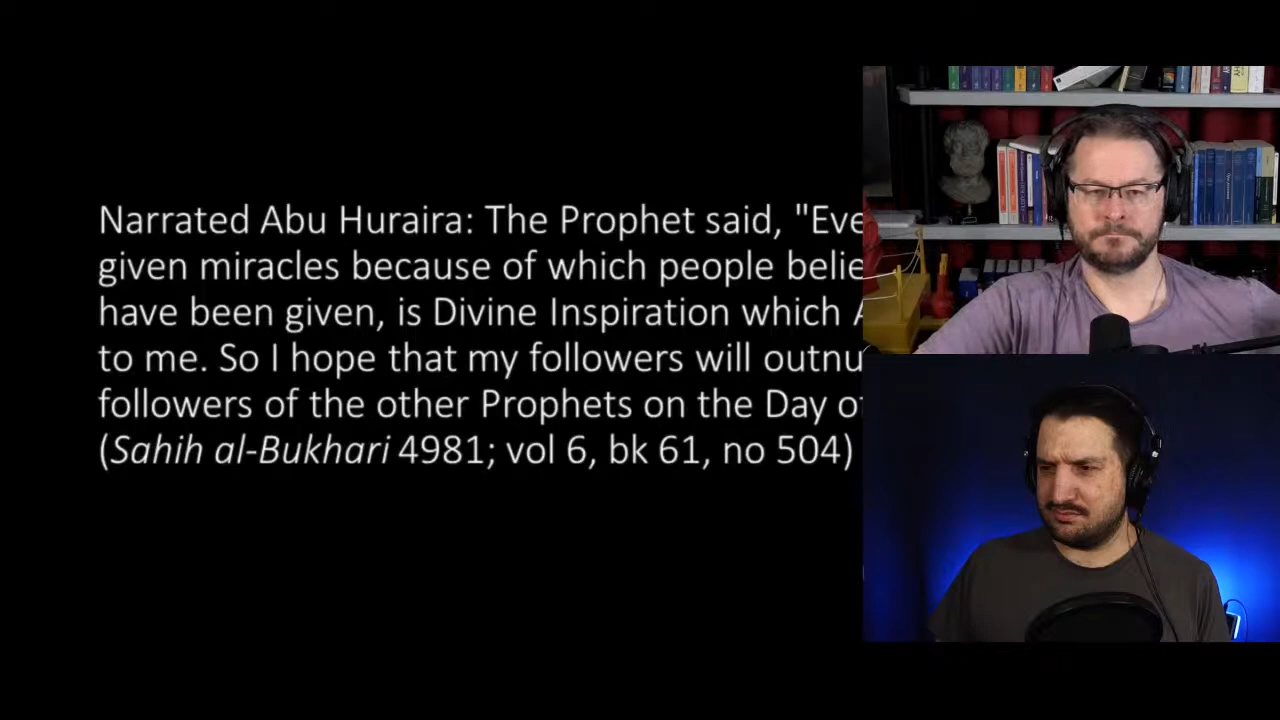 Narrated Abu Huraira: The Prophet said, "Eve
given miracles because of which people belie
have been given, is Divine Inspiration which
to me. So I hope that my followers will outnu
followers of the other Prophets on the Day of
(Sahih al-Bukhari 4981; vol 6, bk 61, no 504)